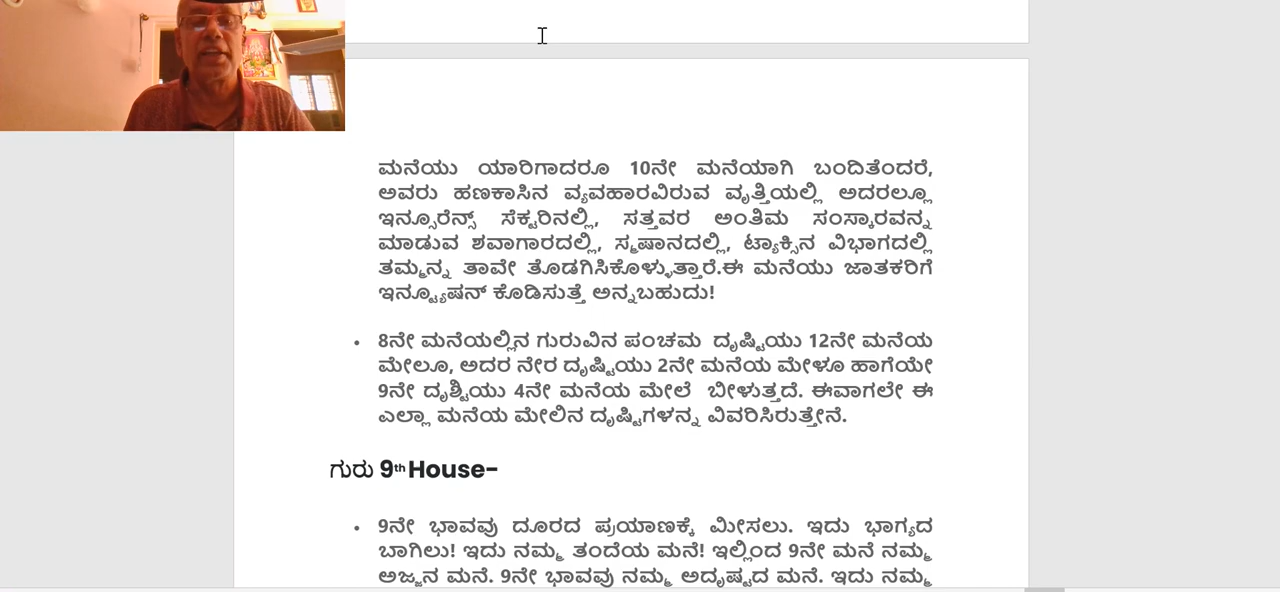 ಮನೆಯು ಯಾರಿಗಾದರೂ 10ನೇ ಮನೆಯಾಗಿ ಬಂದಿತೆಂದರೆ,
ಅವರು ಹಣಕಾಸಿನ ವ್ಯವಹಾರವಿರುವ ವೃತ್ತಿಯಲ್ಲಿ ಅದರಲ್ಲೂ
ಇನ್ಸೂರೆನ್ಸ್ ಸೆಕ್ಟರಿನಲ್ಲಿ, ಸತ್ತವರ ಅಂತಿಮ ಸಂಸ್ಕಾರವನ್ನ
ಮಾಡುವ ಶವಾಗಾರದಲ್ಲಿ, ಸ್ಮಷಾನದಲ್ಲಿ, ಟ್ಯಾಕ್ಸಿನ ವಿಭಾಗದಲ್ಲಿ
ತಮ್ಮನ್ನ ತಾವೇ ತೊಡಗಿಸಿಕೊಳ್ಳುತ್ತಾರೆ.ಈ ಮನೆಯು ಜಾತಕರಿಗೆ
ಇನ್ಟ್ಯೂಷನ್ ಕೊಡಿಸುತ್ತೆ ಅನ್ನಬಹುದು!
• 8ನೇ ಮನೆಯಲ್ಲಿನ ಗುರುವಿನ ಪಂಚಮ ದೃಷ್ಟಿಯು 12ನೇ ಮನೆಯ
ಮೇಲೂ, ಅದರ ನೇರ ದೃಷ್ಟಿಯು 2ನೇ ಮನೆಯ ಮೇಳೂ ಹಾಗೆಯೇ
9ನೇ ದೃಶ್ಟಿಯು 4ನೇ ಮನೆಯ ಮೇಲೆ ಬೀಳುತ್ತದೆ. ಈವಾಗಲೇ ಈ
ಎಲ್ಲಾ ಮನೆಯ ಮೇಲಿನ ದೃಷ್ಟಿಗಳನ್ನ ವಿವರಿಸಿರುತ್ತೇನೆ.
ಗುರು 9th House-
• 9ನೇ ಭಾವವು ದೂರದ ಪ್ರಯಾಣಕ್ಕೆ ಮೀಸಲು. ಇದು ಭಾಗ್ಯದ
ಬಾಗಿಲು! ಇದು ನಮ್ಮ ತಂದೆಯ ಮನೆ! ಇಲ್ಲಿಂದ 9ನೇ ಮನೆ ನಮ್ಮ
ಅಜ್ಜನ ಮನೆ. 9ನೇ ಭಾವವು ನಮ್ಮ ಅದೃಷ್ಟದ ಮನೆ. ಇದು ನಮ್ಮ